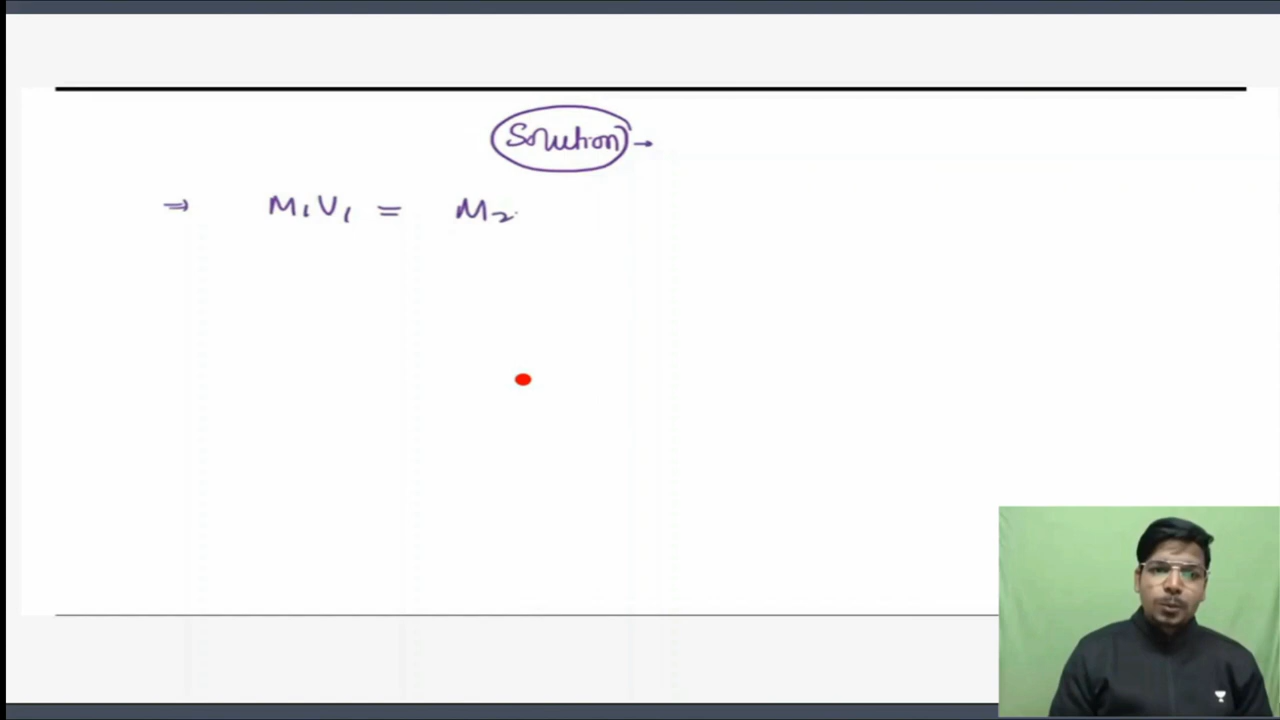 Solution →
⇒ M₁V₁ = M₂